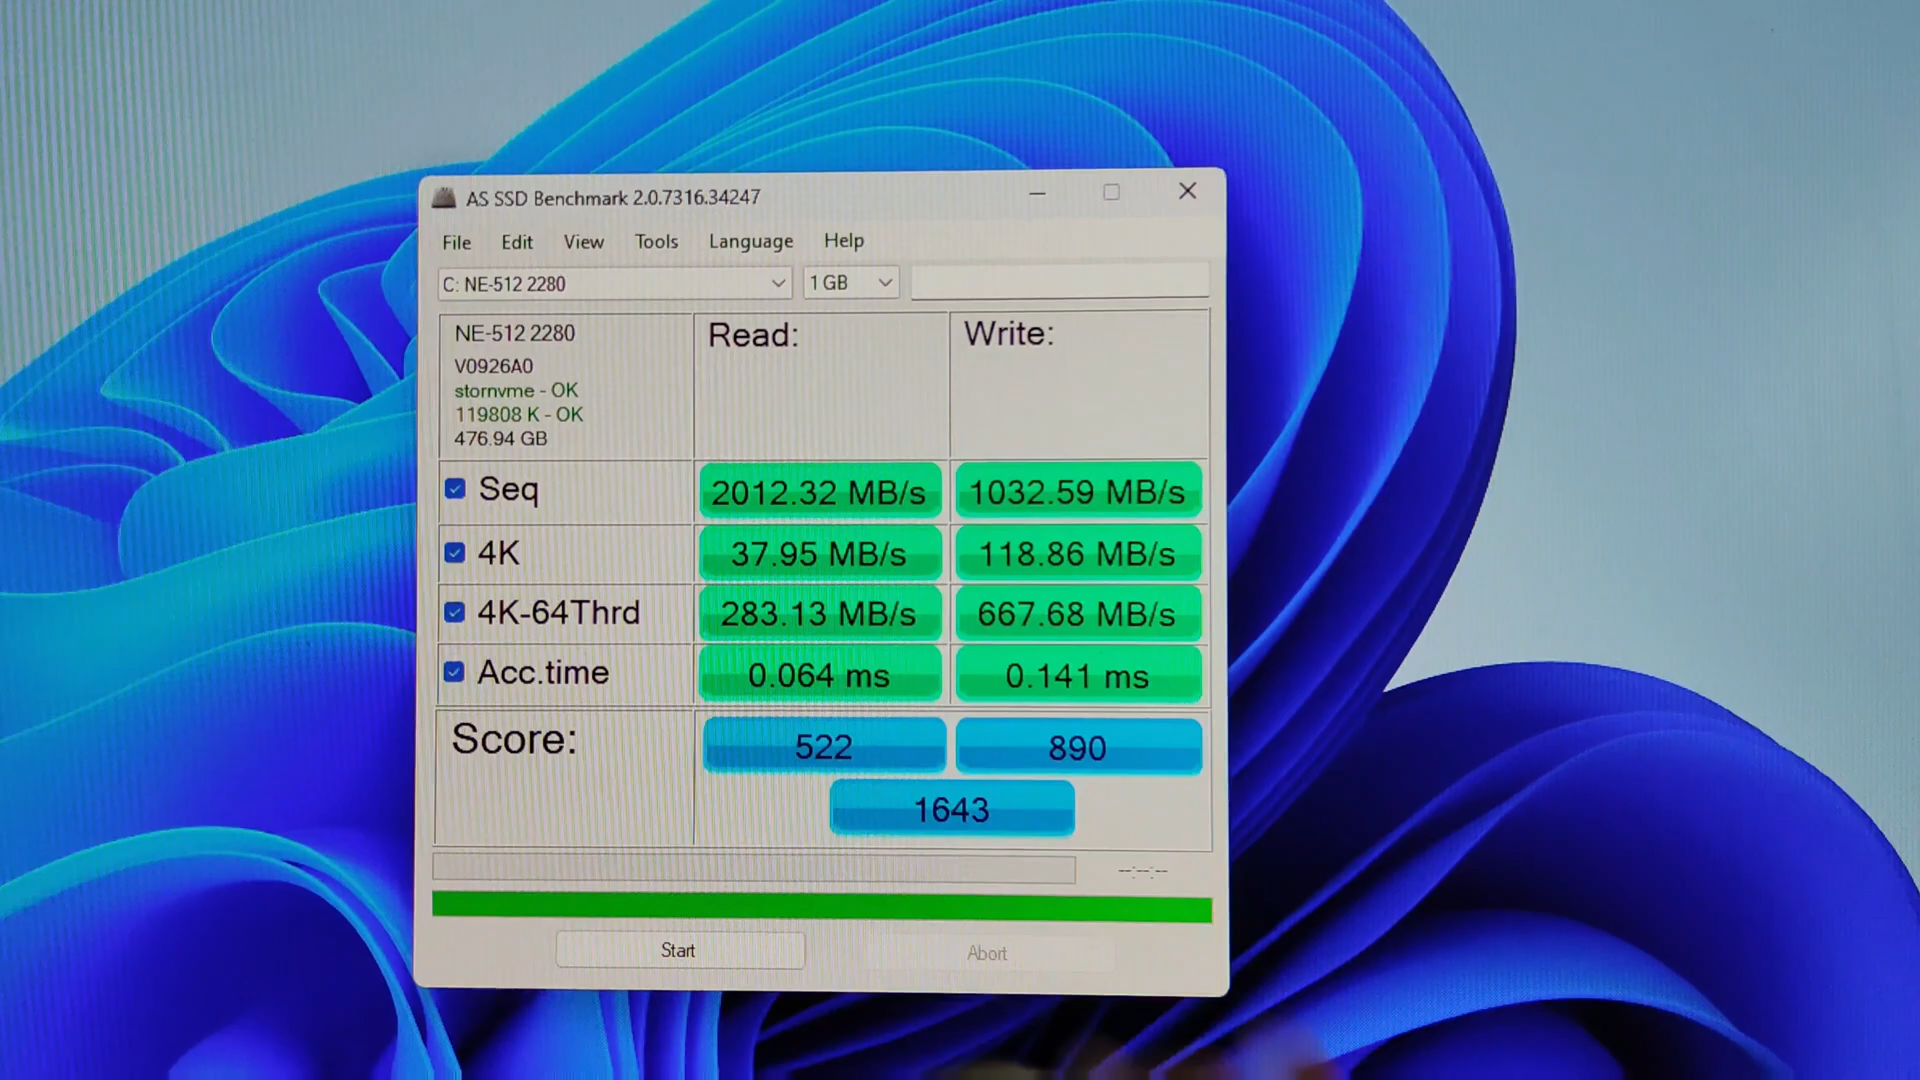 AS SSD Benchmark 2.0.7316.34247
File Edit View Tools Language Help
C: NE-512 2280 1 GB
NE-512 2280
V0926A0
stornvme - OK
119808 K - OK
476.94 GB
Read: Write:
Seq 2012.32 MB/s 1032.59 MB/s
4K 37.95 MB/s 118.86 MB/s
4K-64Thrd 283.13 MB/s 667.68 MB/s
Acc.time 0.064 ms 0.141 ms
Score: 522 890
1643
--:--:--
Start Abort